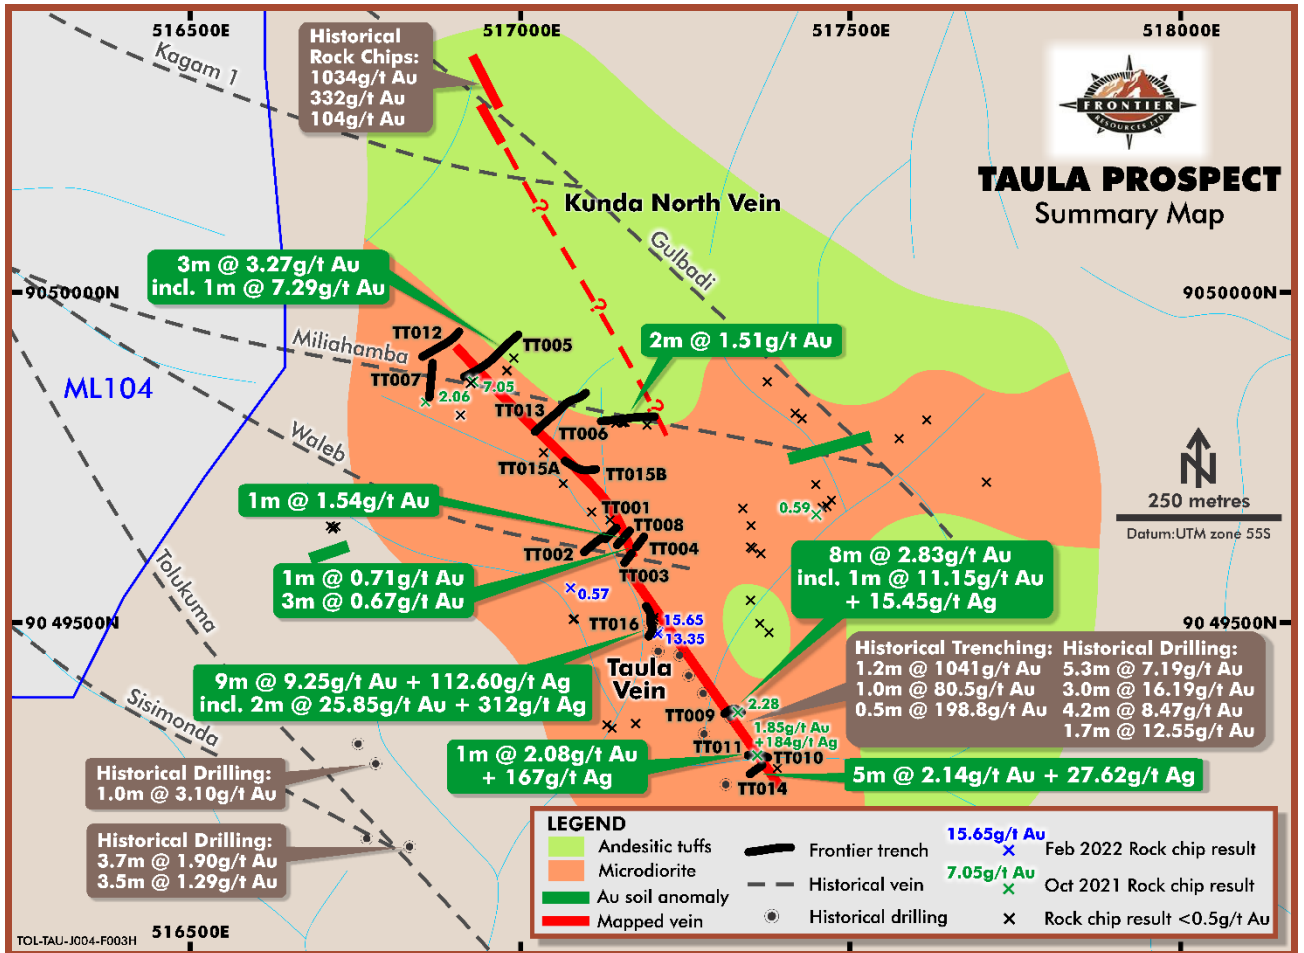 516500E
517000E
517500E
518000E
Kagam 1
Historical
Rock Chips:
1034g/t Au
332g/t Au
104g/t Au
FRONTIER
RESOURCES LTD
TAULA PROSPECT
Summary Map
?
Kunda North Vein
Gulbadi
3m @ 3.27g/t Au
incl. 1m @ 7.29g/t Au
9050000N
9050000N
?
Miliahamba
TT012
TT005
2m @ 1.51g/t Au
TT007
7.05
2.06
ML104
TT013
?
TT006
Waleb
TT015A
TT015B
N
250 metres
Datum:UTM zone 55S
1m @ 1.54g/t Au
TT001
TT008
0.59
TT002
TT004
TT003
Tolukuma
1m @ 0.71g/t Au
3m @ 0.67g/t Au
0.57
8m @ 2.83g/t Au
incl. 1m @ 11.15g/t Au
+ 15.45g/t Ag
90 49500N
90 49500N
TT016
15.65
13.35
Taula
Vein
9m @ 9.25g/t Au + 112.60g/t Ag
incl. 2m @ 25.85g/t Au + 312g/t Ag
Historical Trenching:
1.2m @ 1041g/t Au
1.0m @ 80.5g/t Au
0.5m @ 198.8g/t Au
Historical Drilling:
5.3m @ 7.19g/t Au
3.0m @ 16.19g/t Au
4.2m @ 8.47g/t Au
1.7m @ 12.55g/t Au
Sisimonda
TT009
2.28
1.85g/t Au
+184g/t Ag
TT011
TT010
TT014
1m @ 2.08g/t Au
+ 167g/t Ag
5m @ 2.14g/t Au + 27.62g/t Ag
Historical Drilling:
1.0m @ 3.10g/t Au
Historical Drilling:
3.7m @ 1.90g/t Au
3.5m @ 1.29g/t Au
LEGEND
Andesitic tuffs
Microdiorite
Au soil anomaly
Mapped vein
Frontier trench
Historical vein
Historical drilling
15.65g/t Au
Feb 2022 Rock chip result
7.05g/t Au
Oct 2021 Rock chip result
Rock chip result <0.5g/t Au
TOL-TAU-J004-F003H
516500E
517000E
517500E
518000E